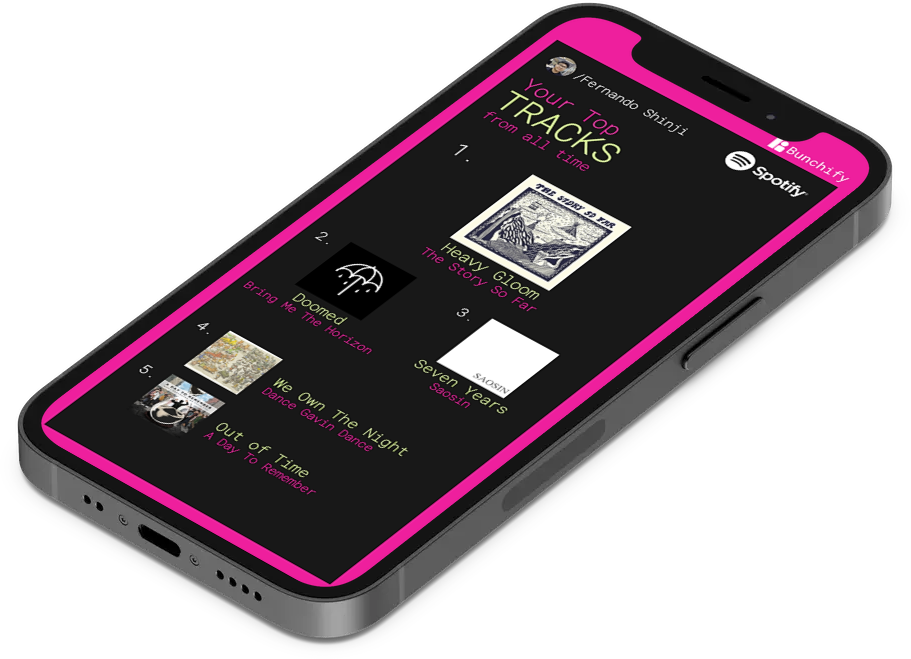 /Fernando Shinji
Bunchify
Spotify
Your Top
TRACKS
from all time
1.
THE STORY SO FAR
Heavy Gloom
The Story So Far
2.
Doomed
Bring Me The Horizon
3.
SAOSIN
Seven Years
Saosin
4.
We Own The Night
Dance Gavin Dance
5.
Out of Time
A Day To Remember